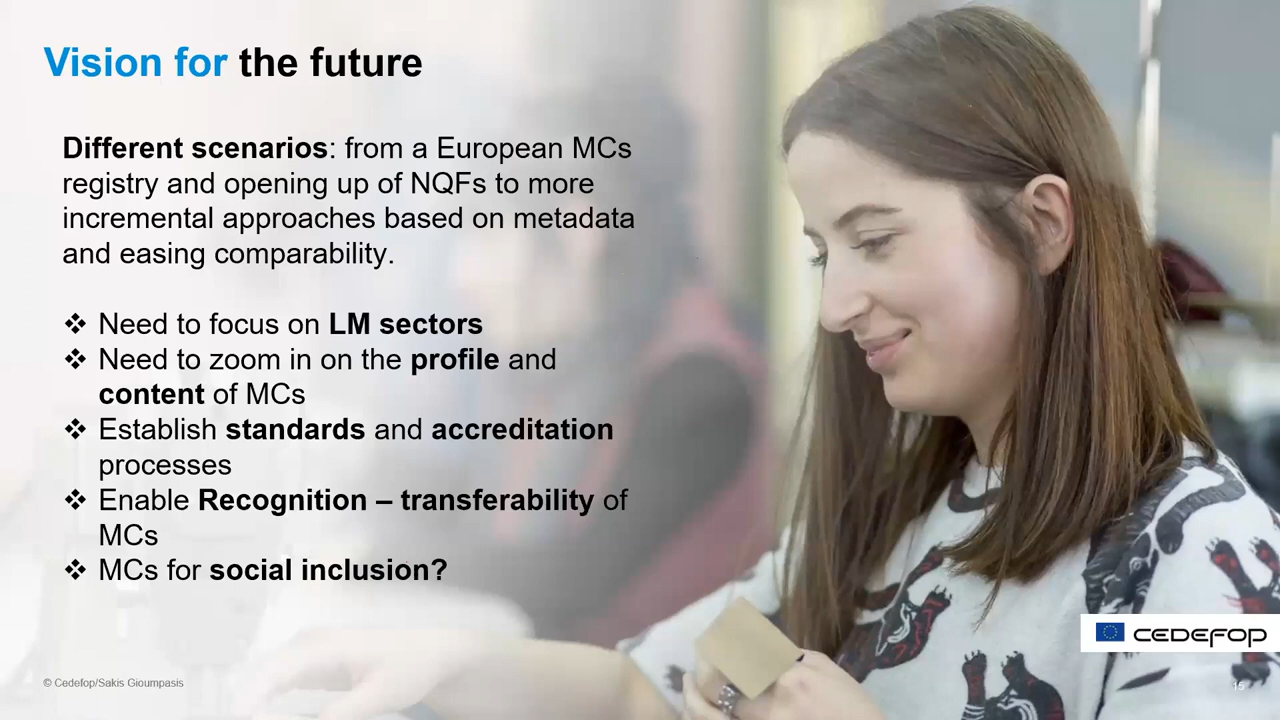 Vision for the future
Different scenarios: from a European MCs
registry and opening up of NQFs to more
incremental approaches based on metadata
and easing comparability.
❖ Need to focus on LM sectors
❖ Need to zoom in on the profile and
content of MCs
❖ Establish standards and accreditation
processes
❖ Enable Recognition – transferability of
MCs
❖ MCs for social inclusion?
CEDEFOP
© Cedefop/Sakis Gioumpasis
15